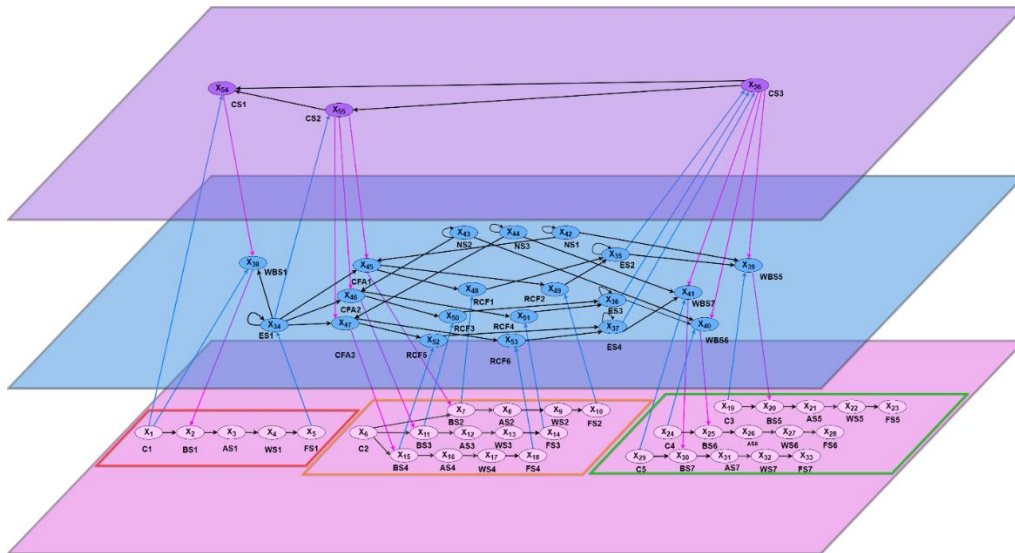 X54
CS1
X55
CS2
X56
CS3
X43
NS2
X44
NS3
X42
NS1
X38
WBS1
X45
CFA1
X35
ES2
X39
WBS5
X46
CFA2
X48
RCF1
X49
RCF2
X36
ES3
X41
WBS7
X34
ES1
X47
CFA3
X50
RCF3
X51
RCF4
X37
ES4
X40
WBS6
X52
RCF5
X53
RCF6
X1
C1
X2
BS1
X3
AS1
X4
WS1
X5
FS1
X6
C2
X7
BS2
X8
AS2
X9
WS2
X10
FS2
X11
BS3
X12
AS3
X13
WS3
X14
FS3
X15
BS4
X16
AS4
X17
WS4
X18
FS4
X19
C3
X20
BS5
X21
AS5
X22
WS5
X23
FS5
X24
C4
X25
BS6
X26
AS6
X27
WS6
X28
FS6
X29
C5
X30
BS7
X31
AS7
X32
WS7
X33
FS7